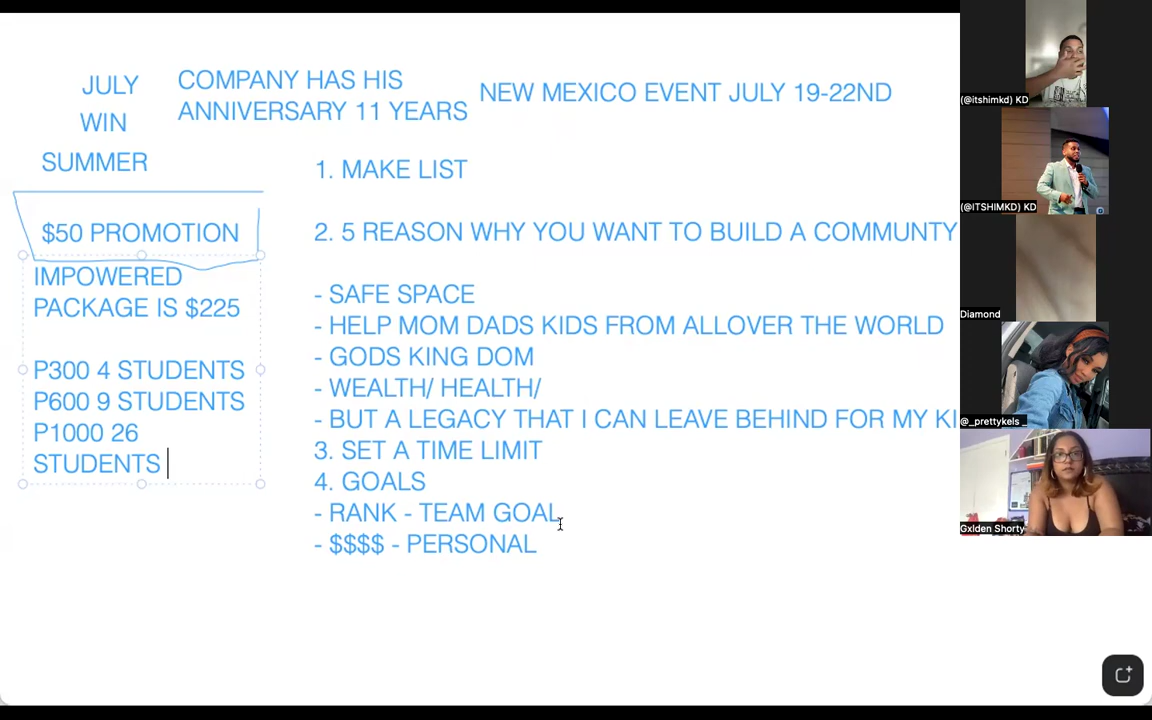 JULY
WIN
SUMMER
COMPANY HAS HIS
ANNIVERSARY 11 YEARS
NEW MEXICO EVENT JULY 19-22ND
$50 PROMOTION
IMPOWERED
PACKAGE IS $225
P300 4 STUDENTS
P600 9 STUDENTS
P1000 26
STUDENTS
1. MAKE LIST
2. 5 REASON WHY YOU WANT TO BUILD A COMMUNTY
- SAFE SPACE
- HELP MOM DADS KIDS FROM ALLOVER THE WORLD
- GODS KING DOM
- WEALTH/ HEALTH/
- BUT A LEGACY THAT I CAN LEAVE BEHIND FOR MY KI
3. SET A TIME LIMIT
4. GOALS
- RANK - TEAM GOAL
- $$$$ - PERSONAL
(@itshimkd) KD
(@ITSHIMKD) KD
Diamond
@_prettykels _
Gxlden Shorty